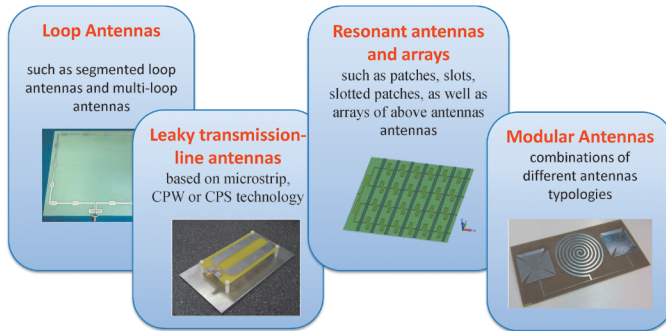 Loop Antennas
such as segmented loop
antennas and multi-loop
antennas
Leaky transmission-
line antennas
based on microstrip,
CPW or CPS technology
Resonant antennas
and arrays
such as patches, slots,
slotted patches, as well as
arrays of above antennas
antennas
Modular Antennas
combinations of
different antennas
typologies